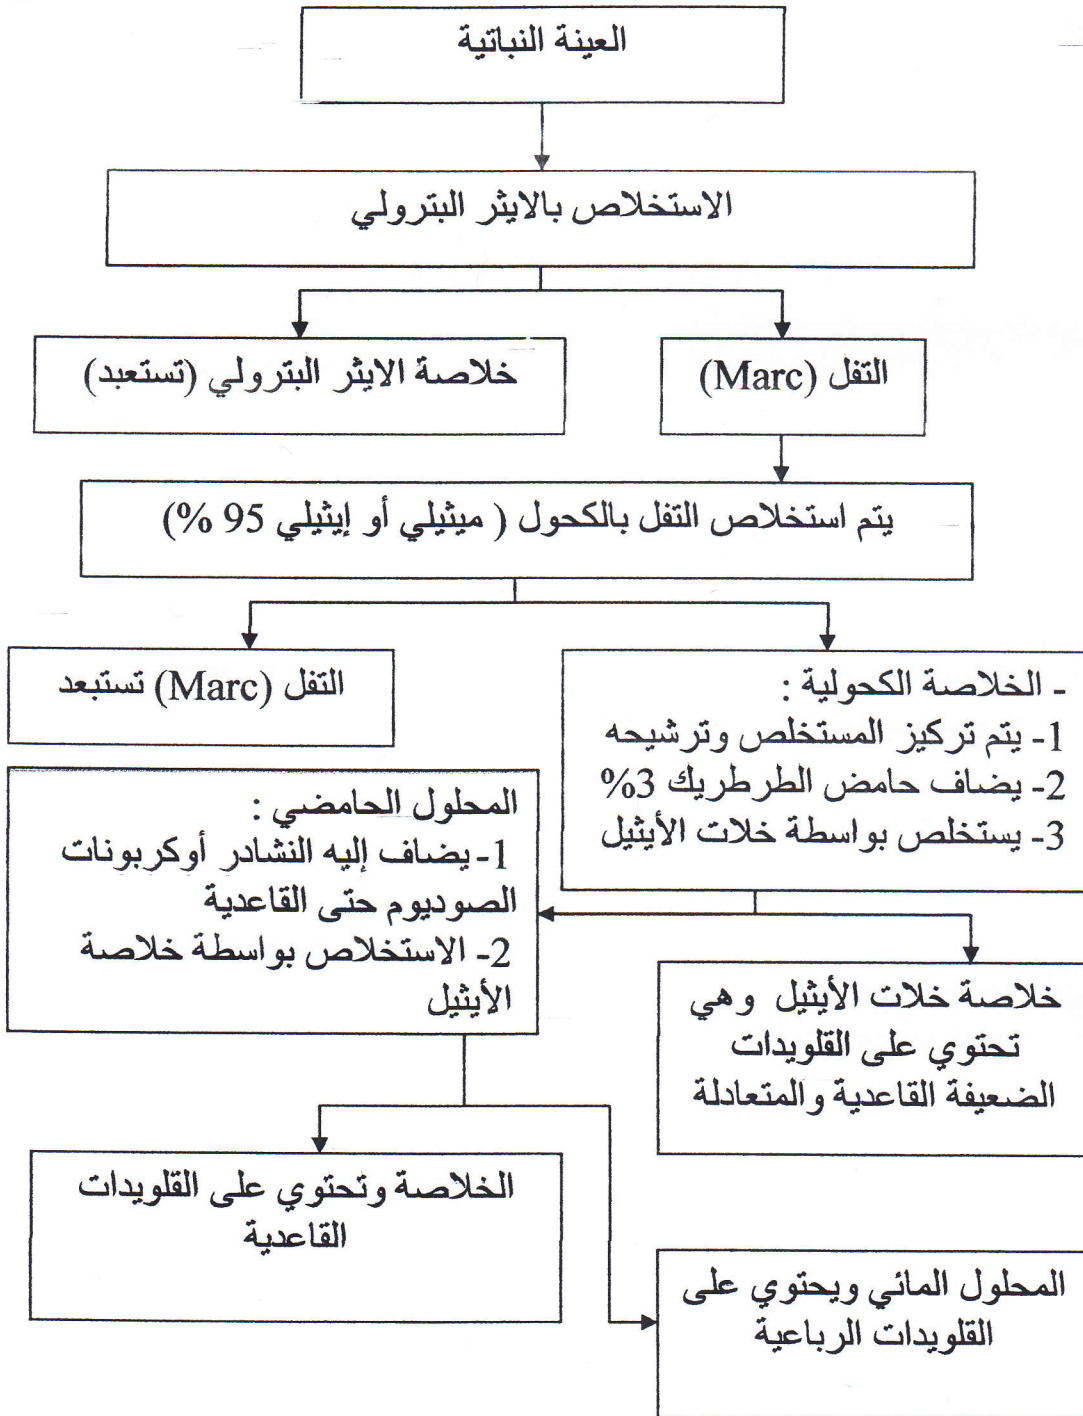 العينة النباتية
الاستخلاص بالايثر البترولي
التفل (Marc)
خلاصة الايثر البترولي (تستعبد)
يتم استخلاص التفل بالكحول ( ميثيلي أو إيثيلي 95 %)
- الخلاصة الكحولية :
1- يتم تركيز المستخلص وترشيحه
2- يضاف حامض الطرطريك 3%
3- يستخلص بواسطة خلات الأيثيل
التفل (Marc) تستبعد
المحلول الحامضي :
1- يضاف إليه النشادر أوكربونات
الصوديوم حتى القاعدية
2- الاستخلاص بواسطة خلاصة
الأيثيل
خلاصة خلات الأيثيل وهي
تحتوي على القلويدات
الضعيفة القاعدية والمتعادلة
الخلاصة وتحتوي على القلويدات
القاعدية
المحلول المائي ويحتوي على
القلويدات الرباعية